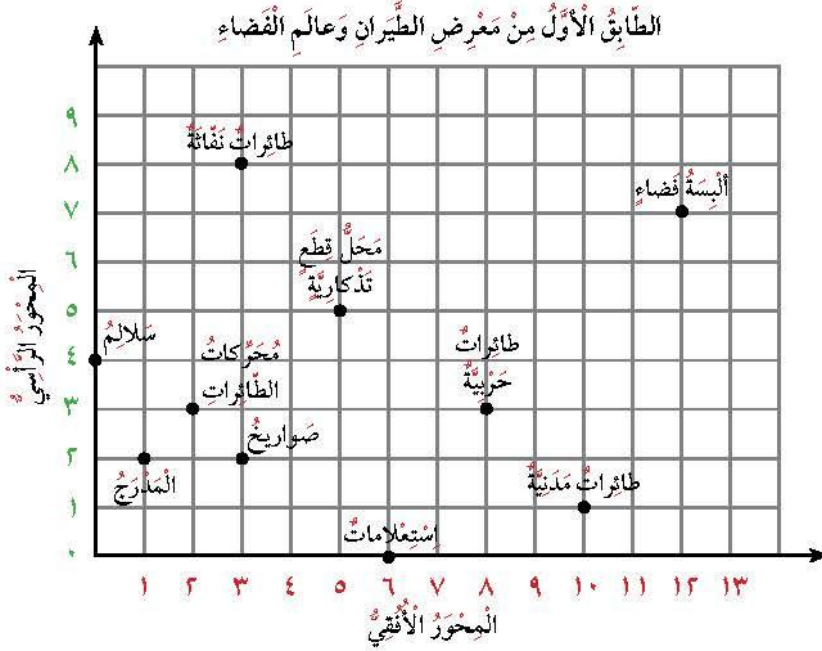 الطّابِقُ الْأَوَّلُ مِنْ مَعْرِضِ الطَّيَرانِ وَعالَمِ الْفَضاءِ
٩
طائِراتٌ نَفّاثَةٌ
٨
أَلْبِسَةُ فَضاءٍ
٧
مَحَلُّ قِطَعٍ
٦
تَذْكارِيَّةٍ
٥
سَلالِمُ
مُحَرِّكاتُ
طائِراتٌ
٤
الطّائِراتِ
حَرْبِيَّةٌ
٣
صَواريخُ
٢
الْمَدْرَجُ
طائِراتٌ مَدَنِيَّةٌ
١
إسْتِعْلاماتٌ
٠
الْمِحْوَرُ الرَّأْسِيُّ
١ ٢ ٣ ٤ ٥ ٦ ٧ ٨ ٩ ١٠ ١١ ١٢ ١٣
الْمِحْوَرُ الْأُفُقِيُّ